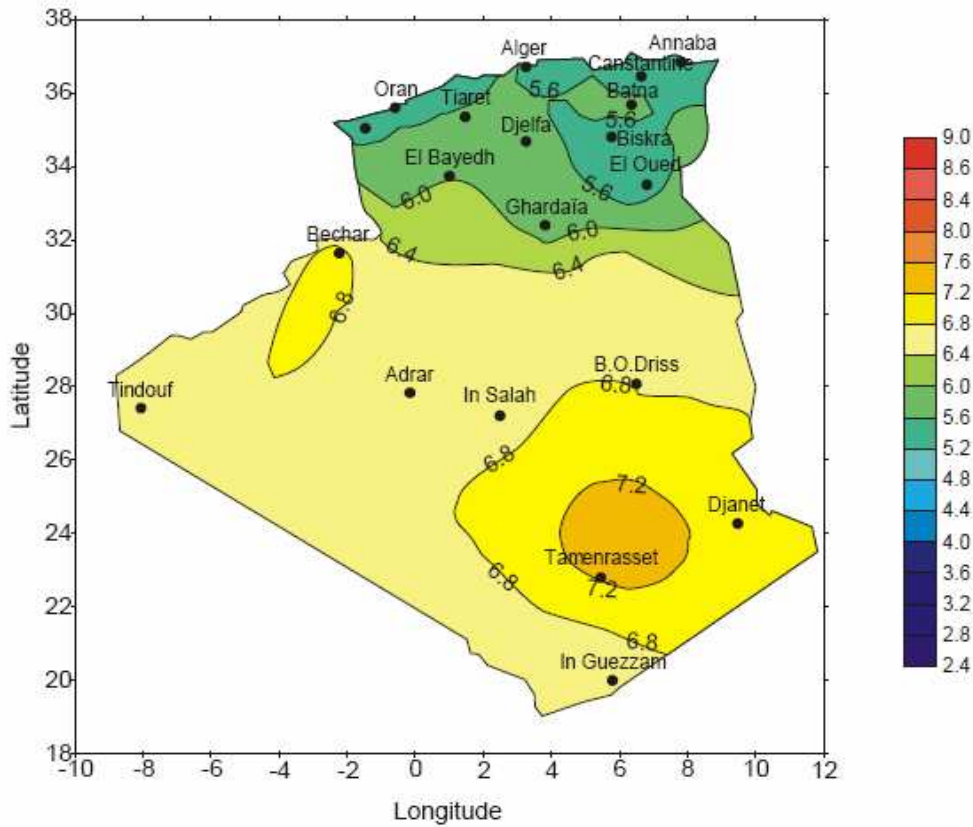 38
36
34
32
30
28
26
24
22
20
18
Latitude
Alger
Annaba
Canstantine
Oran
Tiaret
5.6
Batna
5.6
Djelfa
Biskra
El Bayedh
El Oued
6.0
5.6
Ghardaïa
6.0
Bechar
6.4
6.4
6.8
B.O.Driss
Tindouf
Adrar
6.8
In Salah
6.8
7.2
Djanet
Tamenrasset
6.8
7.2
6.8
In Guezzam
-10 -8 -6 -4 -2 0 2 4 6 8 10 12
Longitude
9.0
8.6
8.4
8.0
7.6
7.2
6.8
6.4
6.0
5.6
5.2
4.8
4.4
4.0
3.6
3.2
2.8
2.4